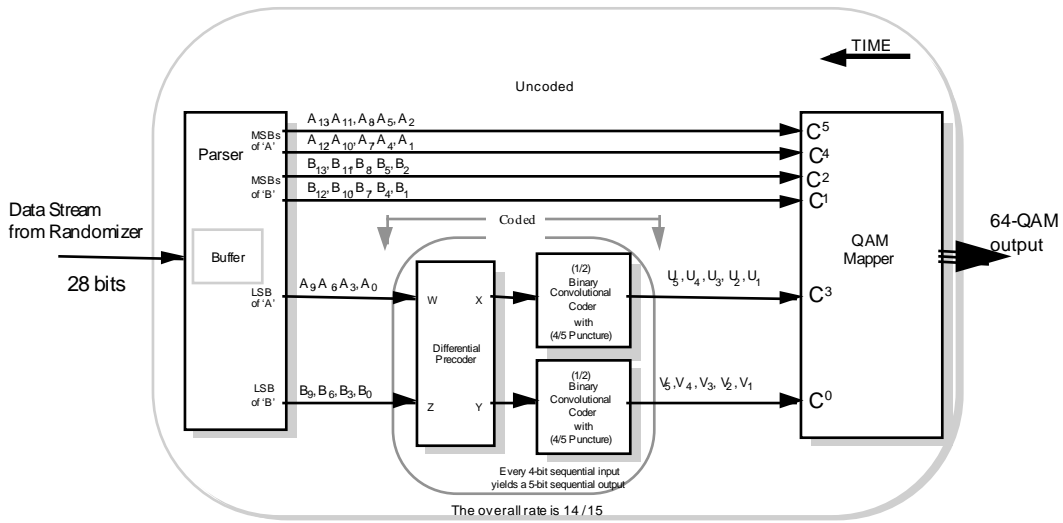 TIME
Uncoded
A13 A11, A8 A5, A2
MSBs
of 'A'
A12 A10, A7 A4, A1
C5
C4
Parser
B13, B11, B8 B5, B2
MSBs
of 'B'
B12, B10, B7 B4, B1
C2
C1
Data Stream
from Randomizer
28 bits
Buffer
Coded
QAM
Mapper
64-QAM
output
LSB
of 'A'
A9 A6 A3, A0
W
X
(1/2)
Binary
Convolutional
Coder
with
(4/5 Puncture)
U5, U4, U3, U2, U1
C3
Differential
Precoder
LSB
of 'B'
B9, B6, B3, B0
Z
Y
(1/2)
Binary
Convolutional
Coder
with
(4/5 Puncture)
V5, V4, V3, V2, V1
C0
Every 4-bit sequential input
yields a 5-bit sequential output
The overall rate is 14 / 15